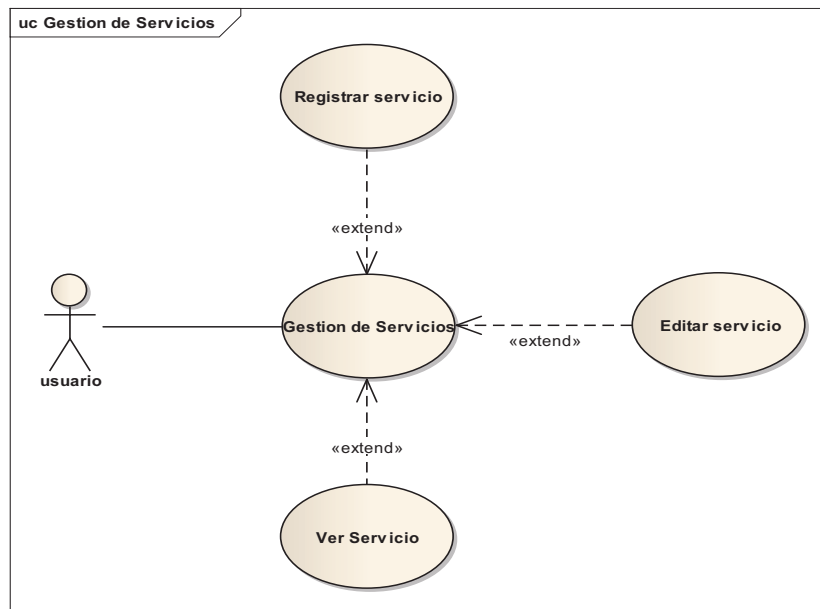 uc Gestion de Servicios
Registrar servicio
«extend»
Gestion de Servicios
Editar servicio
«extend»
usuario
«extend»
Ver Servicio